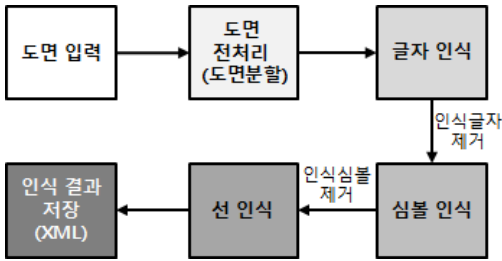 도면 입력
도면
전처리
(도면분할)
글자 인식
인식글자
제거
심볼 인식
인식심볼
제거
선 인식
인식 결과
저장
(XML)